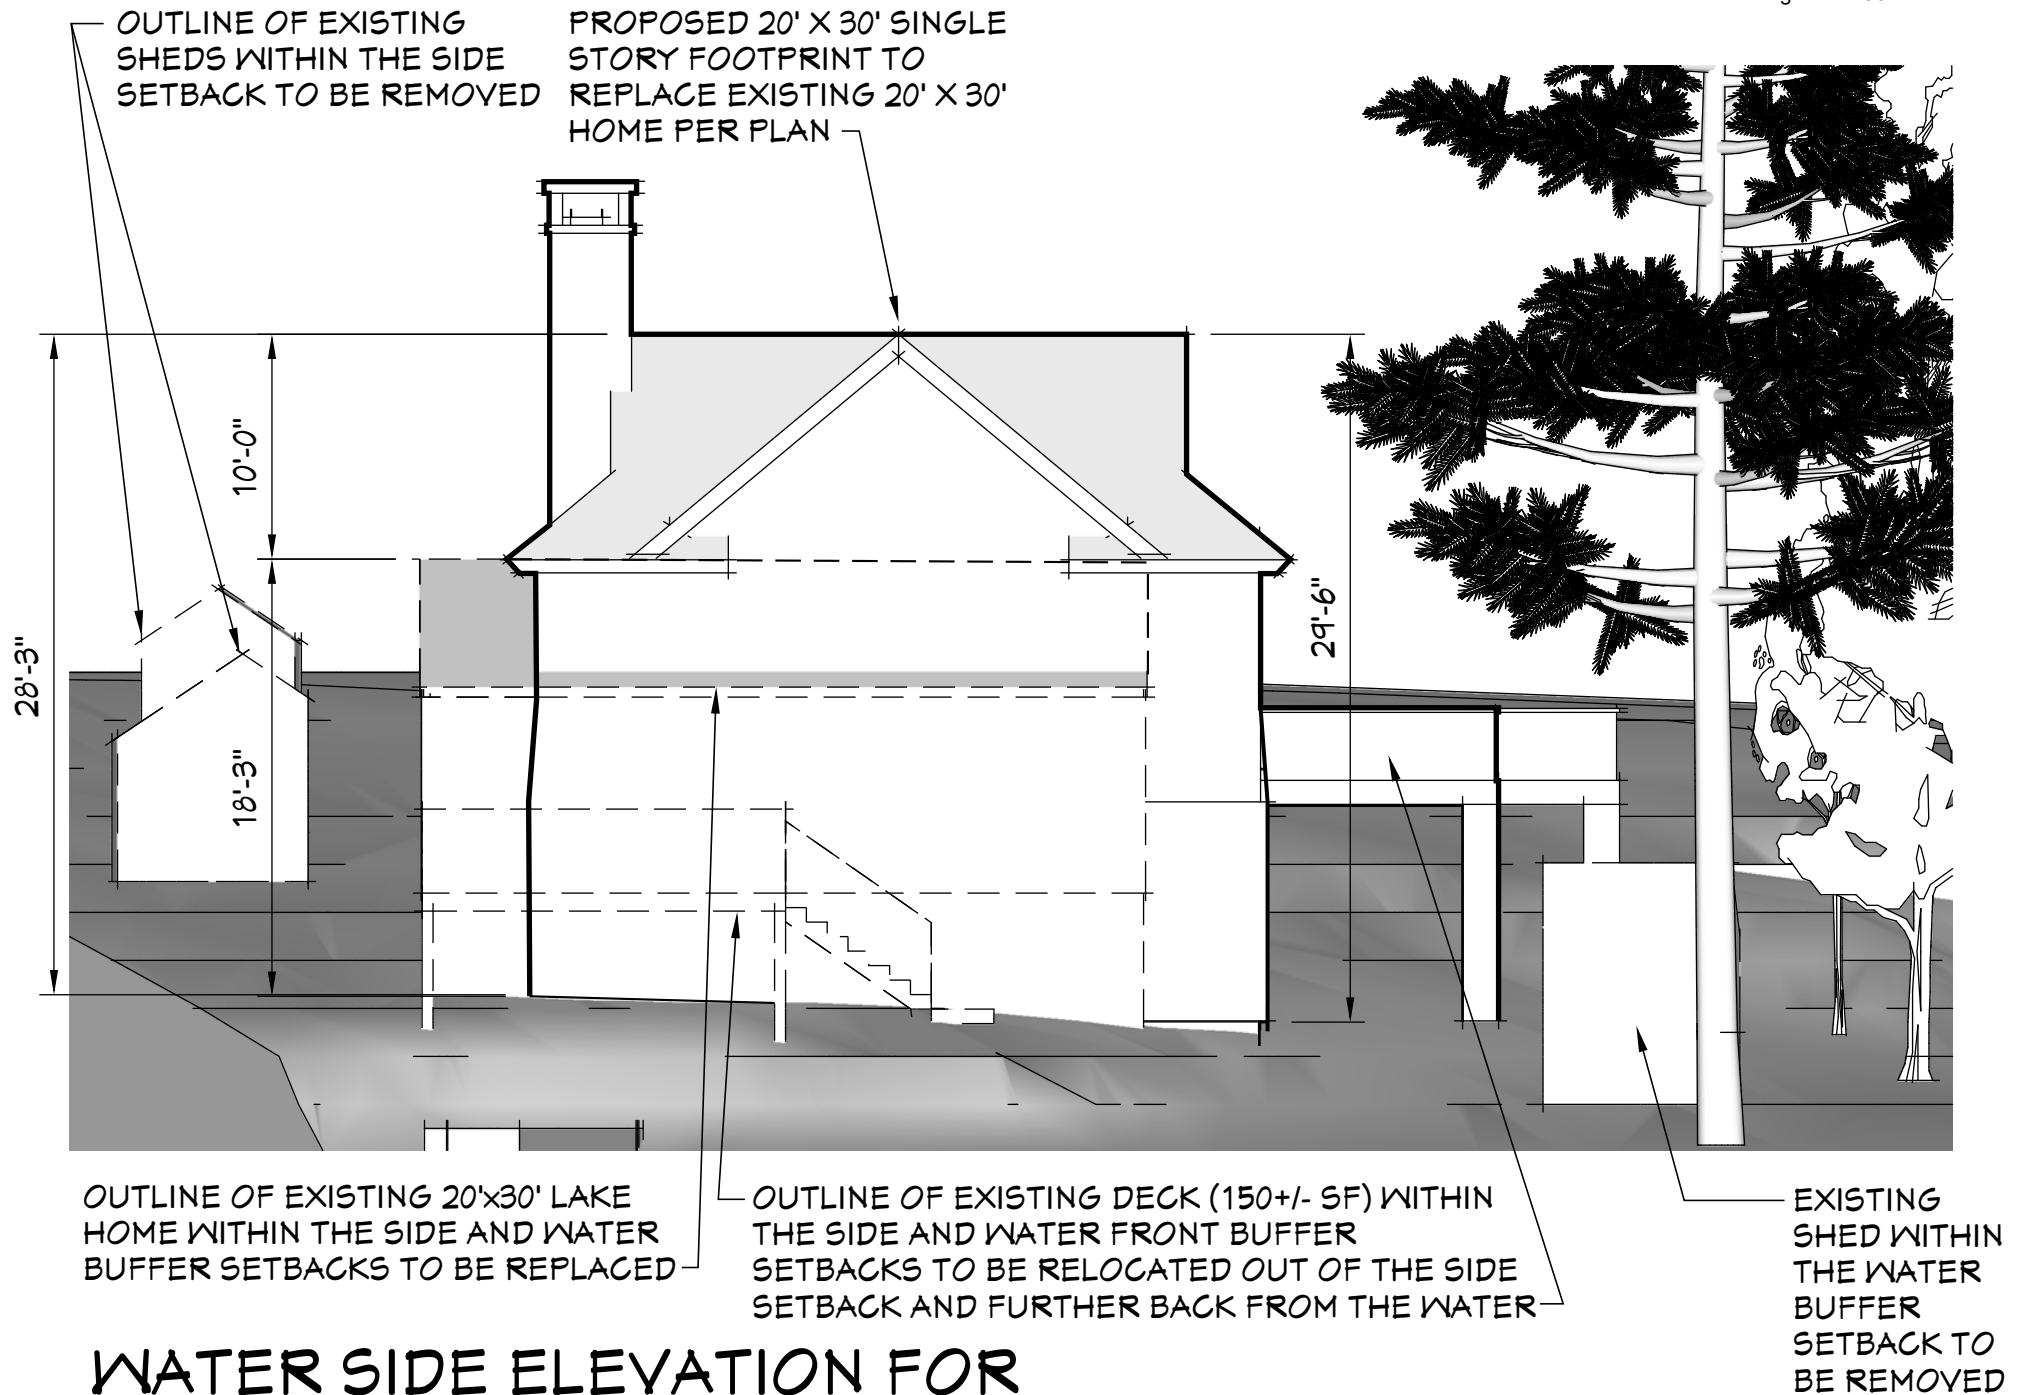 OUTLINE OF EXISTING
SHEDS WITHIN THE SIDE
SETBACK TO BE REMOVED
PROPOSED 20' X 30' SINGLE
STORY FOOTPRINT TO
REPLACE EXISTING 20' X 30'
HOME PER PLAN
10'-0"
28'-3"
18'-3"
29'-6"
OUTLINE OF EXISTING 20'x30' LAKE
HOME WITHIN THE SIDE AND WATER
BUFFER SETBACKS TO BE REPLACED
OUTLINE OF EXISTING DECK (150+/- SF) WITHIN
THE SIDE AND WATER FRONT BUFFER
SETBACKS TO BE RELOCATED OUT OF THE SIDE
SETBACK AND FURTHER BACK FROM THE WATER
EXISTING
SHED WITHIN
THE WATER
BUFFER
SETBACK TO
BE REMOVED
WATER SIDE ELEVATION FOR